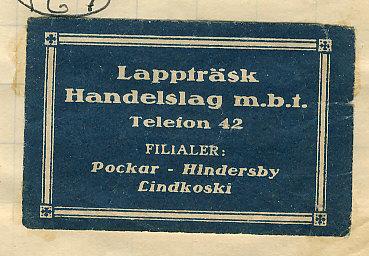 Lappträsk
Handelslag m.b.t.
Telefon 42
FILIALER:
Pockar - Hindersby
Lindkoski